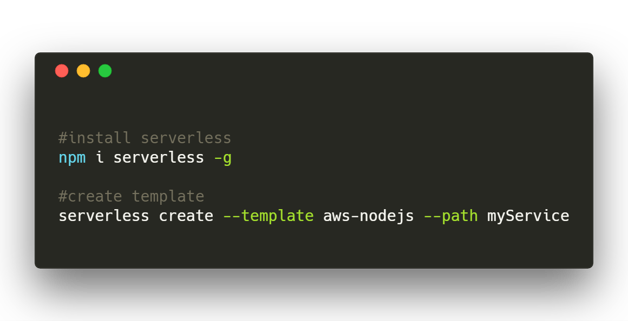 #install serverless
npm i serverless -g
#create template
serverless create --template aws-nodejs --path myService